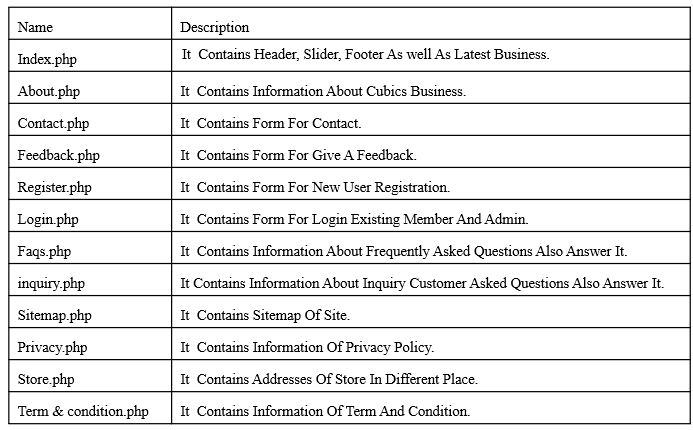 Name Description
Index.php It Contains Header, Slider, Footer As well As Latest Business.
About.php It Contains Information About Cubics Business.
Contact.php It Contains Form For Contact.
Feedback.php It Contains Form For Give A Feedback.
Register.php It Contains Form For New User Registration.
Login.php It Contains Form For Login Existing Member And Admin.
Faqs.php It Contains Information About Frequently Asked Questions Also Answer It.
inquiry.php It Contains Information About Inquiry Customer Asked Questions Also Answer It.
Sitemap.php It Contains Sitemap Of Site.
Privacy.php It Contains Information Of Privacy Policy.
Store.php It Contains Addresses Of Store In Different Place.
Term & condition.php It Contains Information Of Term And Condition.